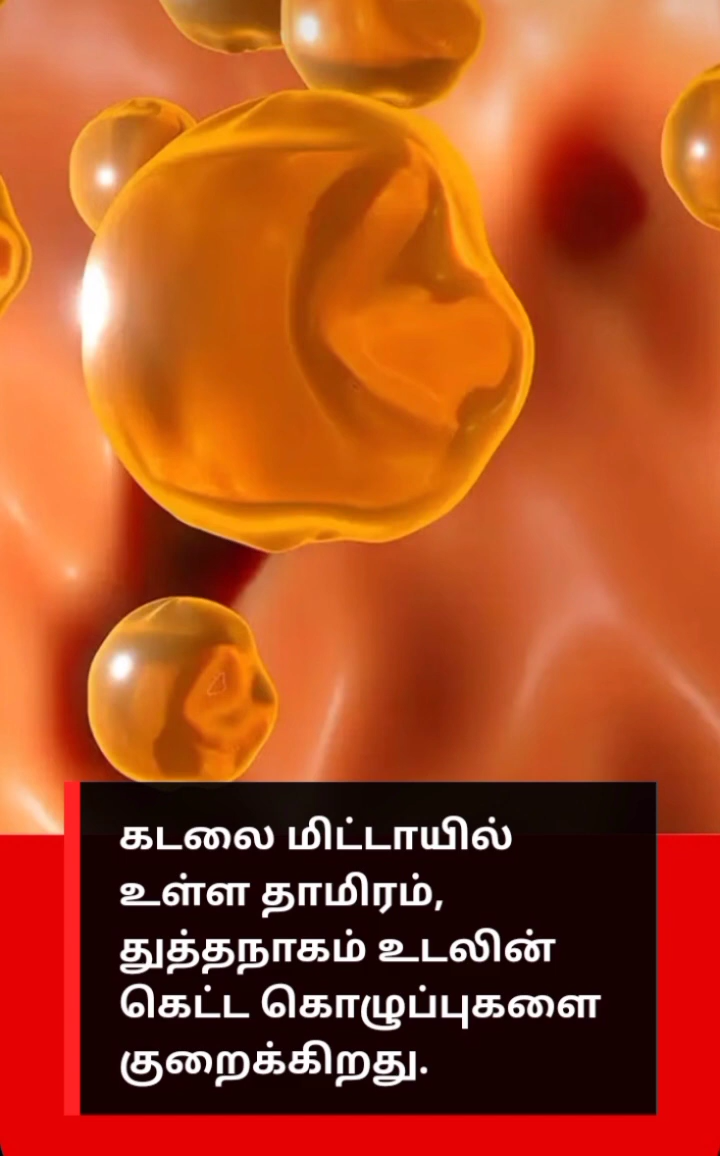 கடலை மிட்டாயில்
உள்ள தாமிரம்,
துத்தநாகம் உடலின்
கெட்ட கொழுப்புகளை
குறைக்கிறது.